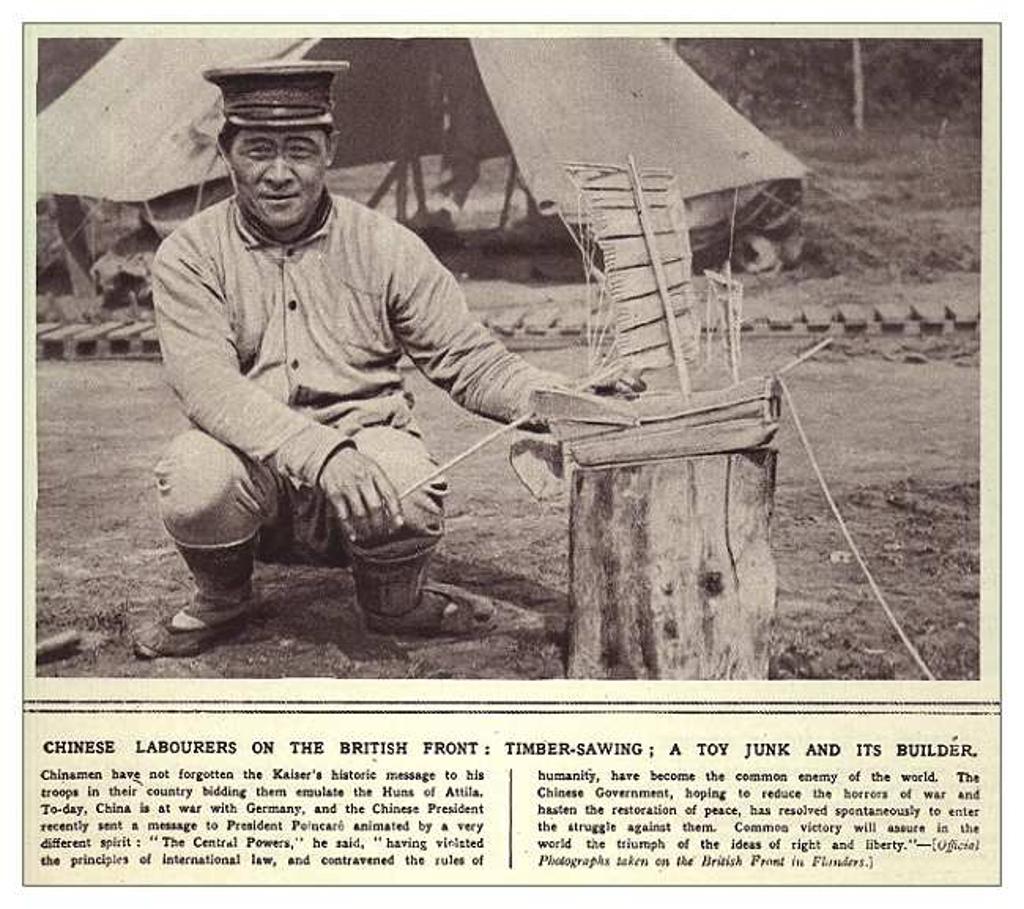 CHINESE LABOURERS ON THE BRITISH FRONT: TIMBER-SAWING; A TOY JUNK AND ITS BUILDER.
Chinamen have not forgotten the Kaiser's historic message to his
troops in their country bidding them emulate the Huns of Attila.
To-day, China is at war with Germany, and the Chinese President
recently sent a message to President Poincaré animated by a very
different spirit: "The Central Powers," he said, "having violated
the principles of international law, and contravened the rules of
humanity, have become the common enemy of the world. The
Chinese Government, hoping to reduce the horrors of war and
hasten the restoration of peace, has resolved spontaneously to enter
the struggle against them. Common victory will assure in the
world the triumph of the ideas of right and liberty."—[Official
Photographs taken on the British Front in Flanders.]